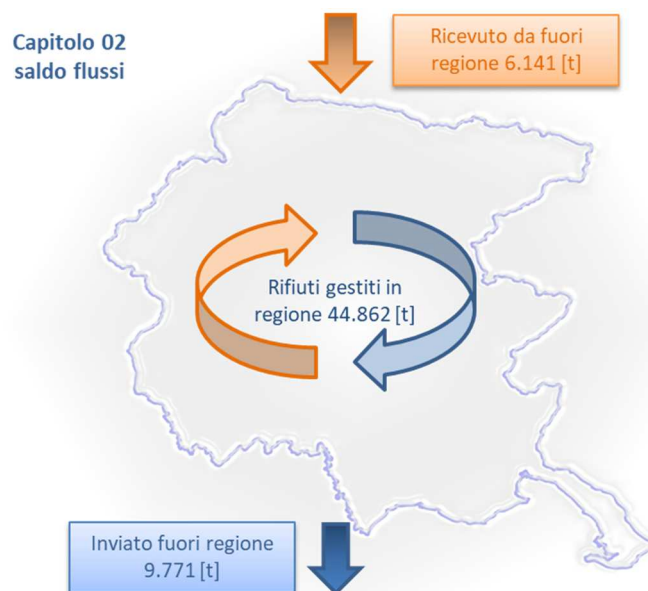 Capitolo 02
saldo flussi
Ricevuto da fuori
regione 6.141 [t]
Rifiuti gestiti in
regione 44.862 [t]
Inviato fuori regione
9.771 [t]